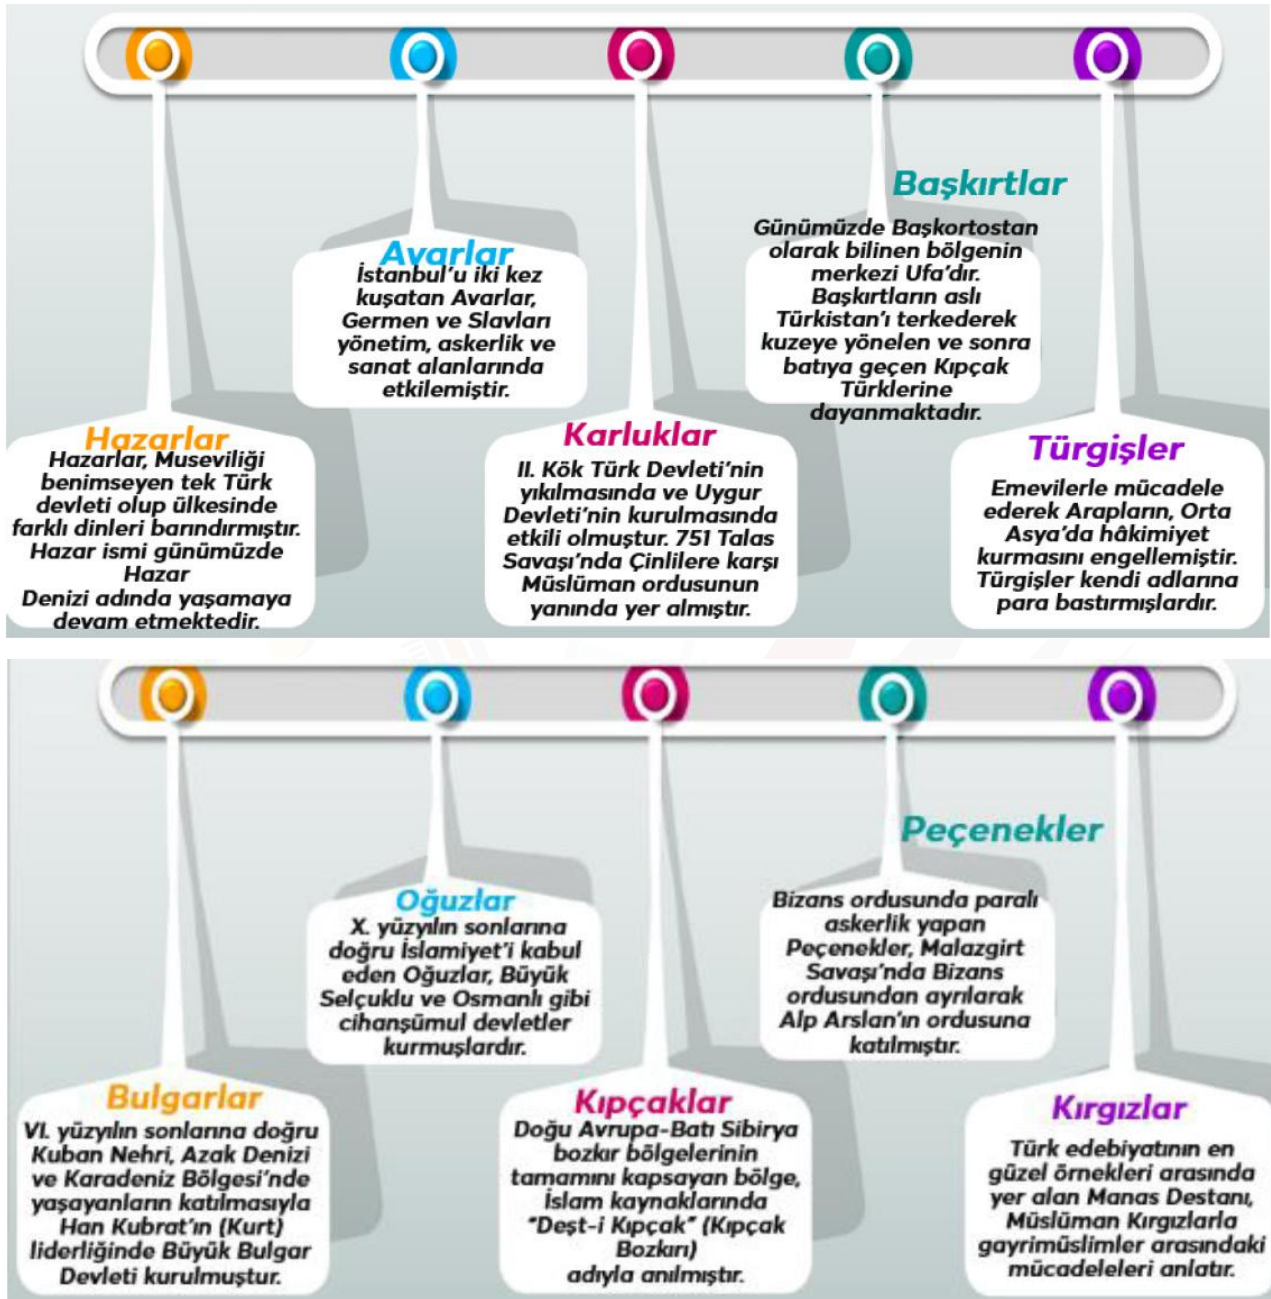 Hazarlar
Hazarlar, Museviliği
benimseyen tek Türk
devleti olup ülkesinde
farklı dinleri barındırmıştır.
Hazar ismi günümüzde
Hazar
Denizi adında yaşamaya
devam etmektedir.
Avarlar
İstanbul’u iki kez
kuşatan Avarlar,
Germen ve Slavları
yönetim, askerlik ve
sanat alanlarında
etkilemiştir.
Karluklar
II. Kök Türk Devleti’nin
yıkılmasında ve Uygur
Devleti’nin kurulmasında
etkili olmuştur. 751 Talas
Savaşı’nda Çinlilere karşı
Müslüman ordusunun
yanında yer almıştır.
Başkırtlar
Günümüzde Başkortostan
olarak bilinen bölgenin
merkezi Ufa’dır.
Başkırtların aslı
Türkistan’ı terkederek
kuzeye yönelen ve sonra
batıya geçen Kıpçak
Türklerine
dayanmaktadır.
Türgişler
Emevilerle mücadele
ederek Arapların, Orta
Asya’da hâkimiyet
kurmasını engellemiştir.
Türgişler kendi adlarına
para bastırmışlardır.
Bulgarlar
VI. yüzyılın sonlarına doğru
Kuban Nehri, Azak Denizi
ve Karadeniz Bölgesi’nde
yaşayanların katılmasıyla
Han Kubrat’ın (Kurt)
liderliğinde Büyük Bulgar
Devleti kurulmuştur.
Oğuzlar
X. yüzyılın sonlarına
doğru İslamiyet’i kabul
eden Oğuzlar, Büyük
Selçuklu ve Osmanlı gibi
cihanşümul devletler
kurmuşlardır.
Kıpçaklar
Doğu Avrupa-Batı Sibirya
bozkır bölgelerinin
tamamını kapsayan bölge,
İslam kaynaklarında
“Deşt-i Kıpçak” (Kıpçak
Bozkırı)
adıyla anılmıştır.
Peçenekler
Bizans ordusunda paralı
askerlik yapan
Peçenekler, Malazgirt
Savaşı’nda Bizans
ordusundan ayrılarak
Alp Arslan’ın ordusuna
katılmıştır.
Kırgızlar
Türk edebiyatının en
güzel örnekleri arasında
yer alan Manas Destanı,
Müslüman Kırgızlarla
gayrimüslimler arasındaki
mücadeleleri anlatır.